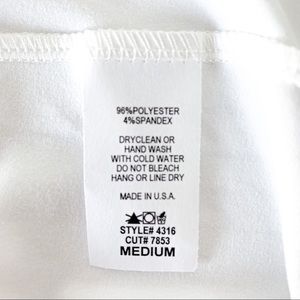 96%POLYESTER
4%SPANDEX
DRYCLEAN OR
HAND WASH
WITH COLD WATER
DO NOT BLEACH
HANG OR LINE DRY
MADE IN U.S.A.
STYLE# 4316
CUT# 7853
MEDIUM